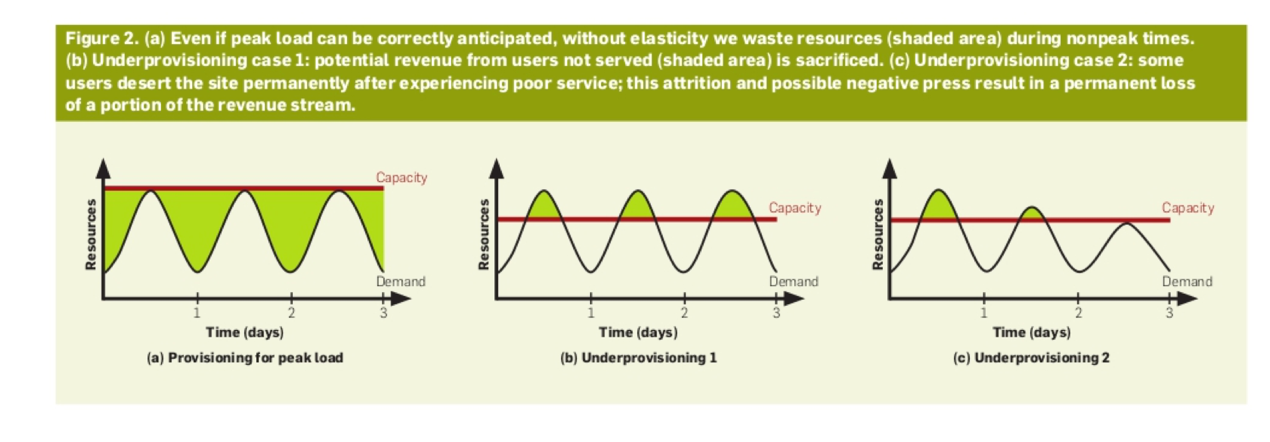 Figure 2. (a) Even if peak load can be correctly anticipated, without elasticity we waste resources (shaded area) during nonpeak times.
(b) Underprovisioning case 1: potential revenue from users not served (shaded area) is sacrificed. (c) Underprovisioning case 2: some
users desert the site permanently after experiencing poor service; this attrition and possible negative press result in a permanent loss
of a portion of the revenue stream.
Resources
Capacity
Demand
1 2 3
Time (days)
(a) Provisioning for peak load
Resources
Capacity
Demand
1 2 3
Time (days)
(b) Underprovisioning 1
Resources
Capacity
Demand
1 2 3
Time (days)
(c) Underprovisioning 2